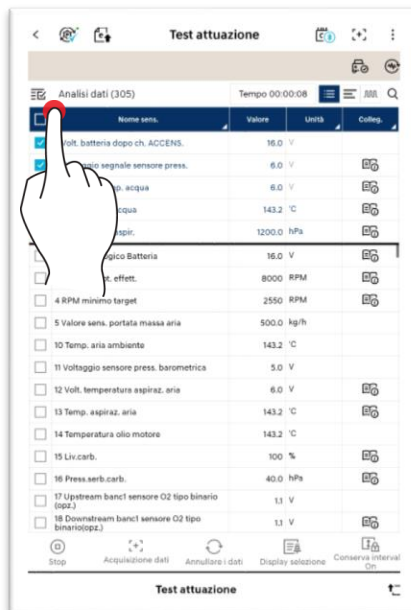 Test attuazione
Analisi dati (305) Tempo 00:00:08
Nome sens. Valore Unità Colleg.
Volt. batteria dopo ch. ACCENS. 16.0 V
segnale sensore press. 6.0 V
acqua 6.0 V
143.2 °C
aspir. 1200.0 hPa
Batteria 16.0 V
effett. 8000 RPM
4 RPM minimo target 2550 RPM
5 Valore sens. portata massa aria 500.0 kg/h
10 Temp. aria ambiente 143.2 °C
11 Voltaggio sensore press. barometrica 5.0 V
12 Volt. temperatura aspiraz. aria 6.0 V
13 Temp. aspiraz. aria 143.2 °C
14 Temperatura olio motore 143.2 °C
15 Liv.carb. 100 %
16 Press.serb.carb. 40.0 hPa
17 Upstream banc1 sensore O2 tipo binario
(opz.) 1.1 V
18 Downstream banc1 sensore O2 tipo
binario(opz.) 1.1 V
Stop Acquisizione dati Annullare i dati Display selezione Conserva interval
On
Test attuazione